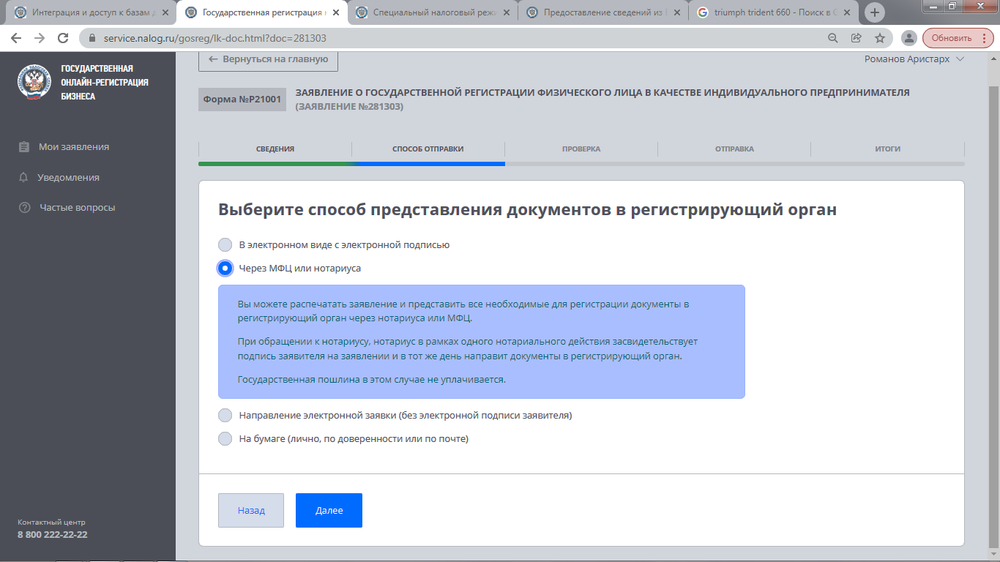 Интеграция и доступ к базам д
Государственная регистрация
Специальный налоговый реж
Предоставление сведений из
triumph trident 660 - Поиск в G
service.nalog.ru/gosreg/lk-doc.html?doc=281303
Обновить
ГОСУДАРСТВЕННАЯ
ОНЛАЙН-РЕГИСТРАЦИЯ
БИЗНЕСА
Мои заявления
Уведомления
Частые вопросы
Контактный центр
8 800 222-22-22
← Вернуться на главную
Романов Аристарх
Форма №Р21001
ЗАЯВЛЕНИЕ О ГОСУДАРСТВЕННОЙ РЕГИСТРАЦИИ ФИЗИЧЕСКОГО ЛИЦА В КАЧЕСТВЕ ИНДИВИДУАЛЬНОГО ПРЕДПРИНИМАТЕЛЯ
(ЗАЯВЛЕНИЕ №281303)
СВЕДЕНИЯ
СПОСОБ ОТПРАВКИ
ПРОВЕРКА
ОТПРАВКА
ИТОГИ
Выберите способ представления документов в регистрирующий орган
В электронном виде с электронной подписью
Через МФЦ или нотариуса
Вы можете распечатать заявление и представить все необходимые для регистрации документы в
регистрирующий орган через нотариуса или МФЦ.
При обращении к нотариусу, нотариус в рамках одного нотариального действия засвидетельствует
подпись заявителя на заявлении и в тот же день направит документы в регистрирующий орган.
Государственная пошлина в этом случае не уплачивается.
Направление электронной заявки (без электронной подписи заявителя)
На бумаге (лично, по доверенности или по почте)
Назад
Далее